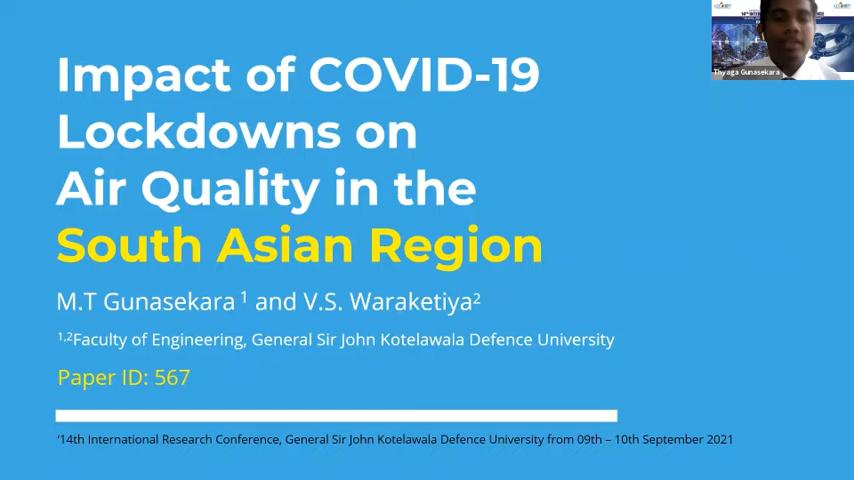 Impact of COVID-19
Lockdowns on
Air Quality in the
South Asian Region
M.T Gunasekara 1 and V.S. Waraketiya2
1,2Faculty of Engineering, General Sir John Kotelawala Defence University
Paper ID: 567
‘14th International Research Conference, General Sir John Kotelawala Defence University from 09th – 10th September 2021
Thyaga Gunasekara